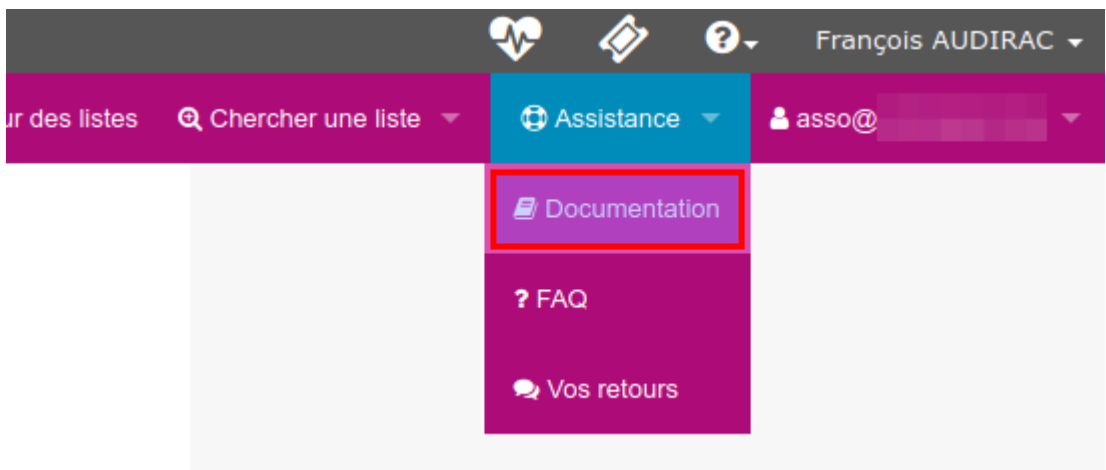 François AUDIRAC
des listes Chercher une liste Assistance asso@
Documentation
? FAQ
Vos retours